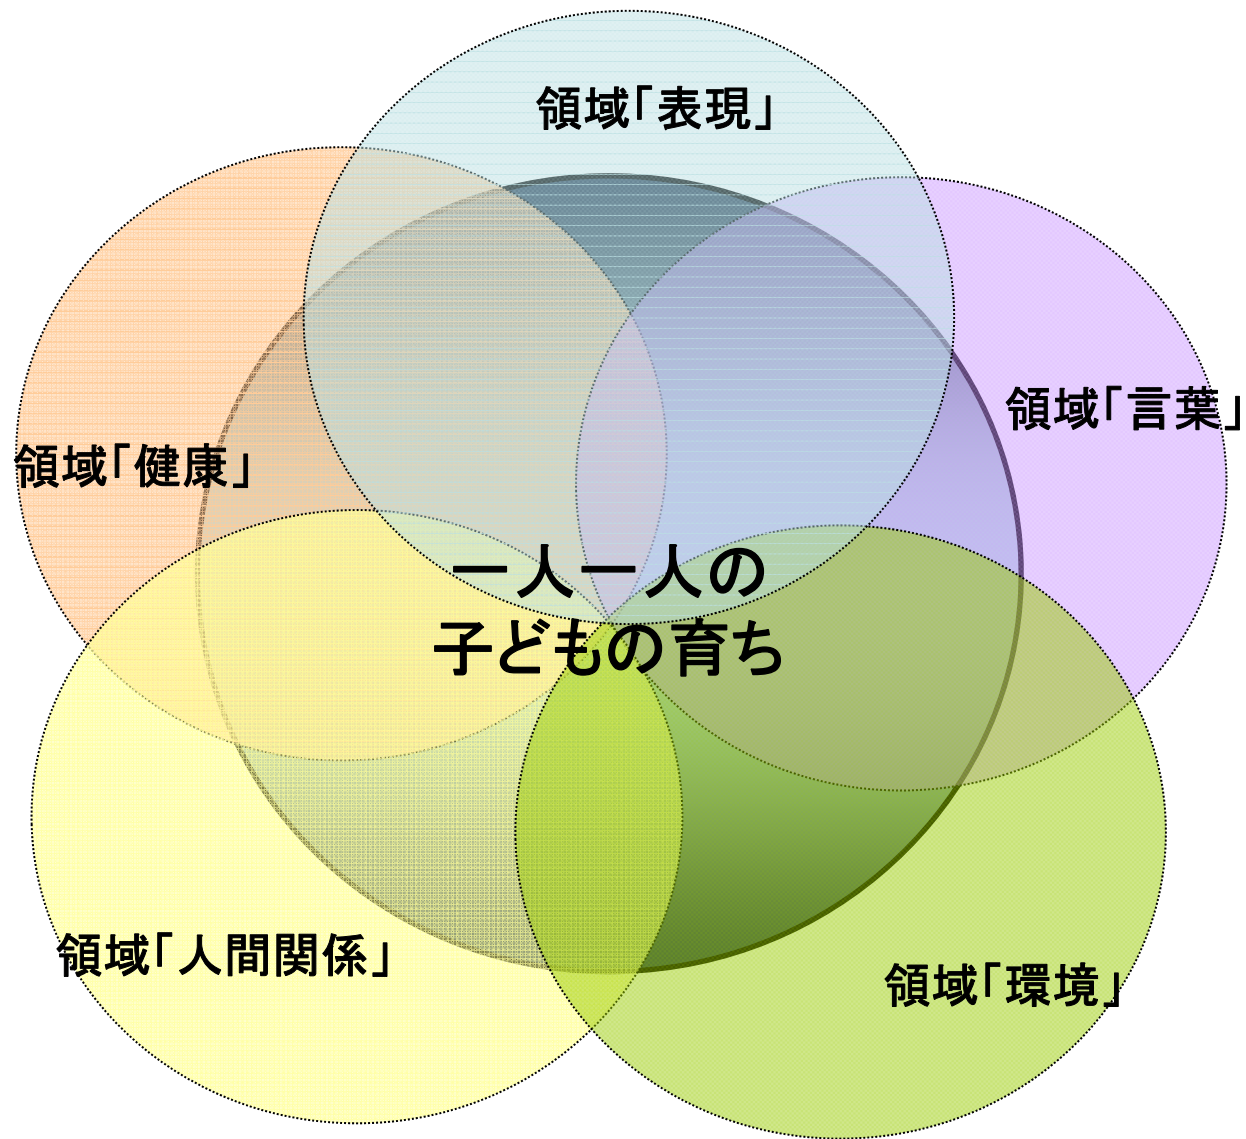 領域「表現」
領域「言葉」
領域「健康」
一人一人の
子どもの育ち
領域「人間関係」
領域「環境」